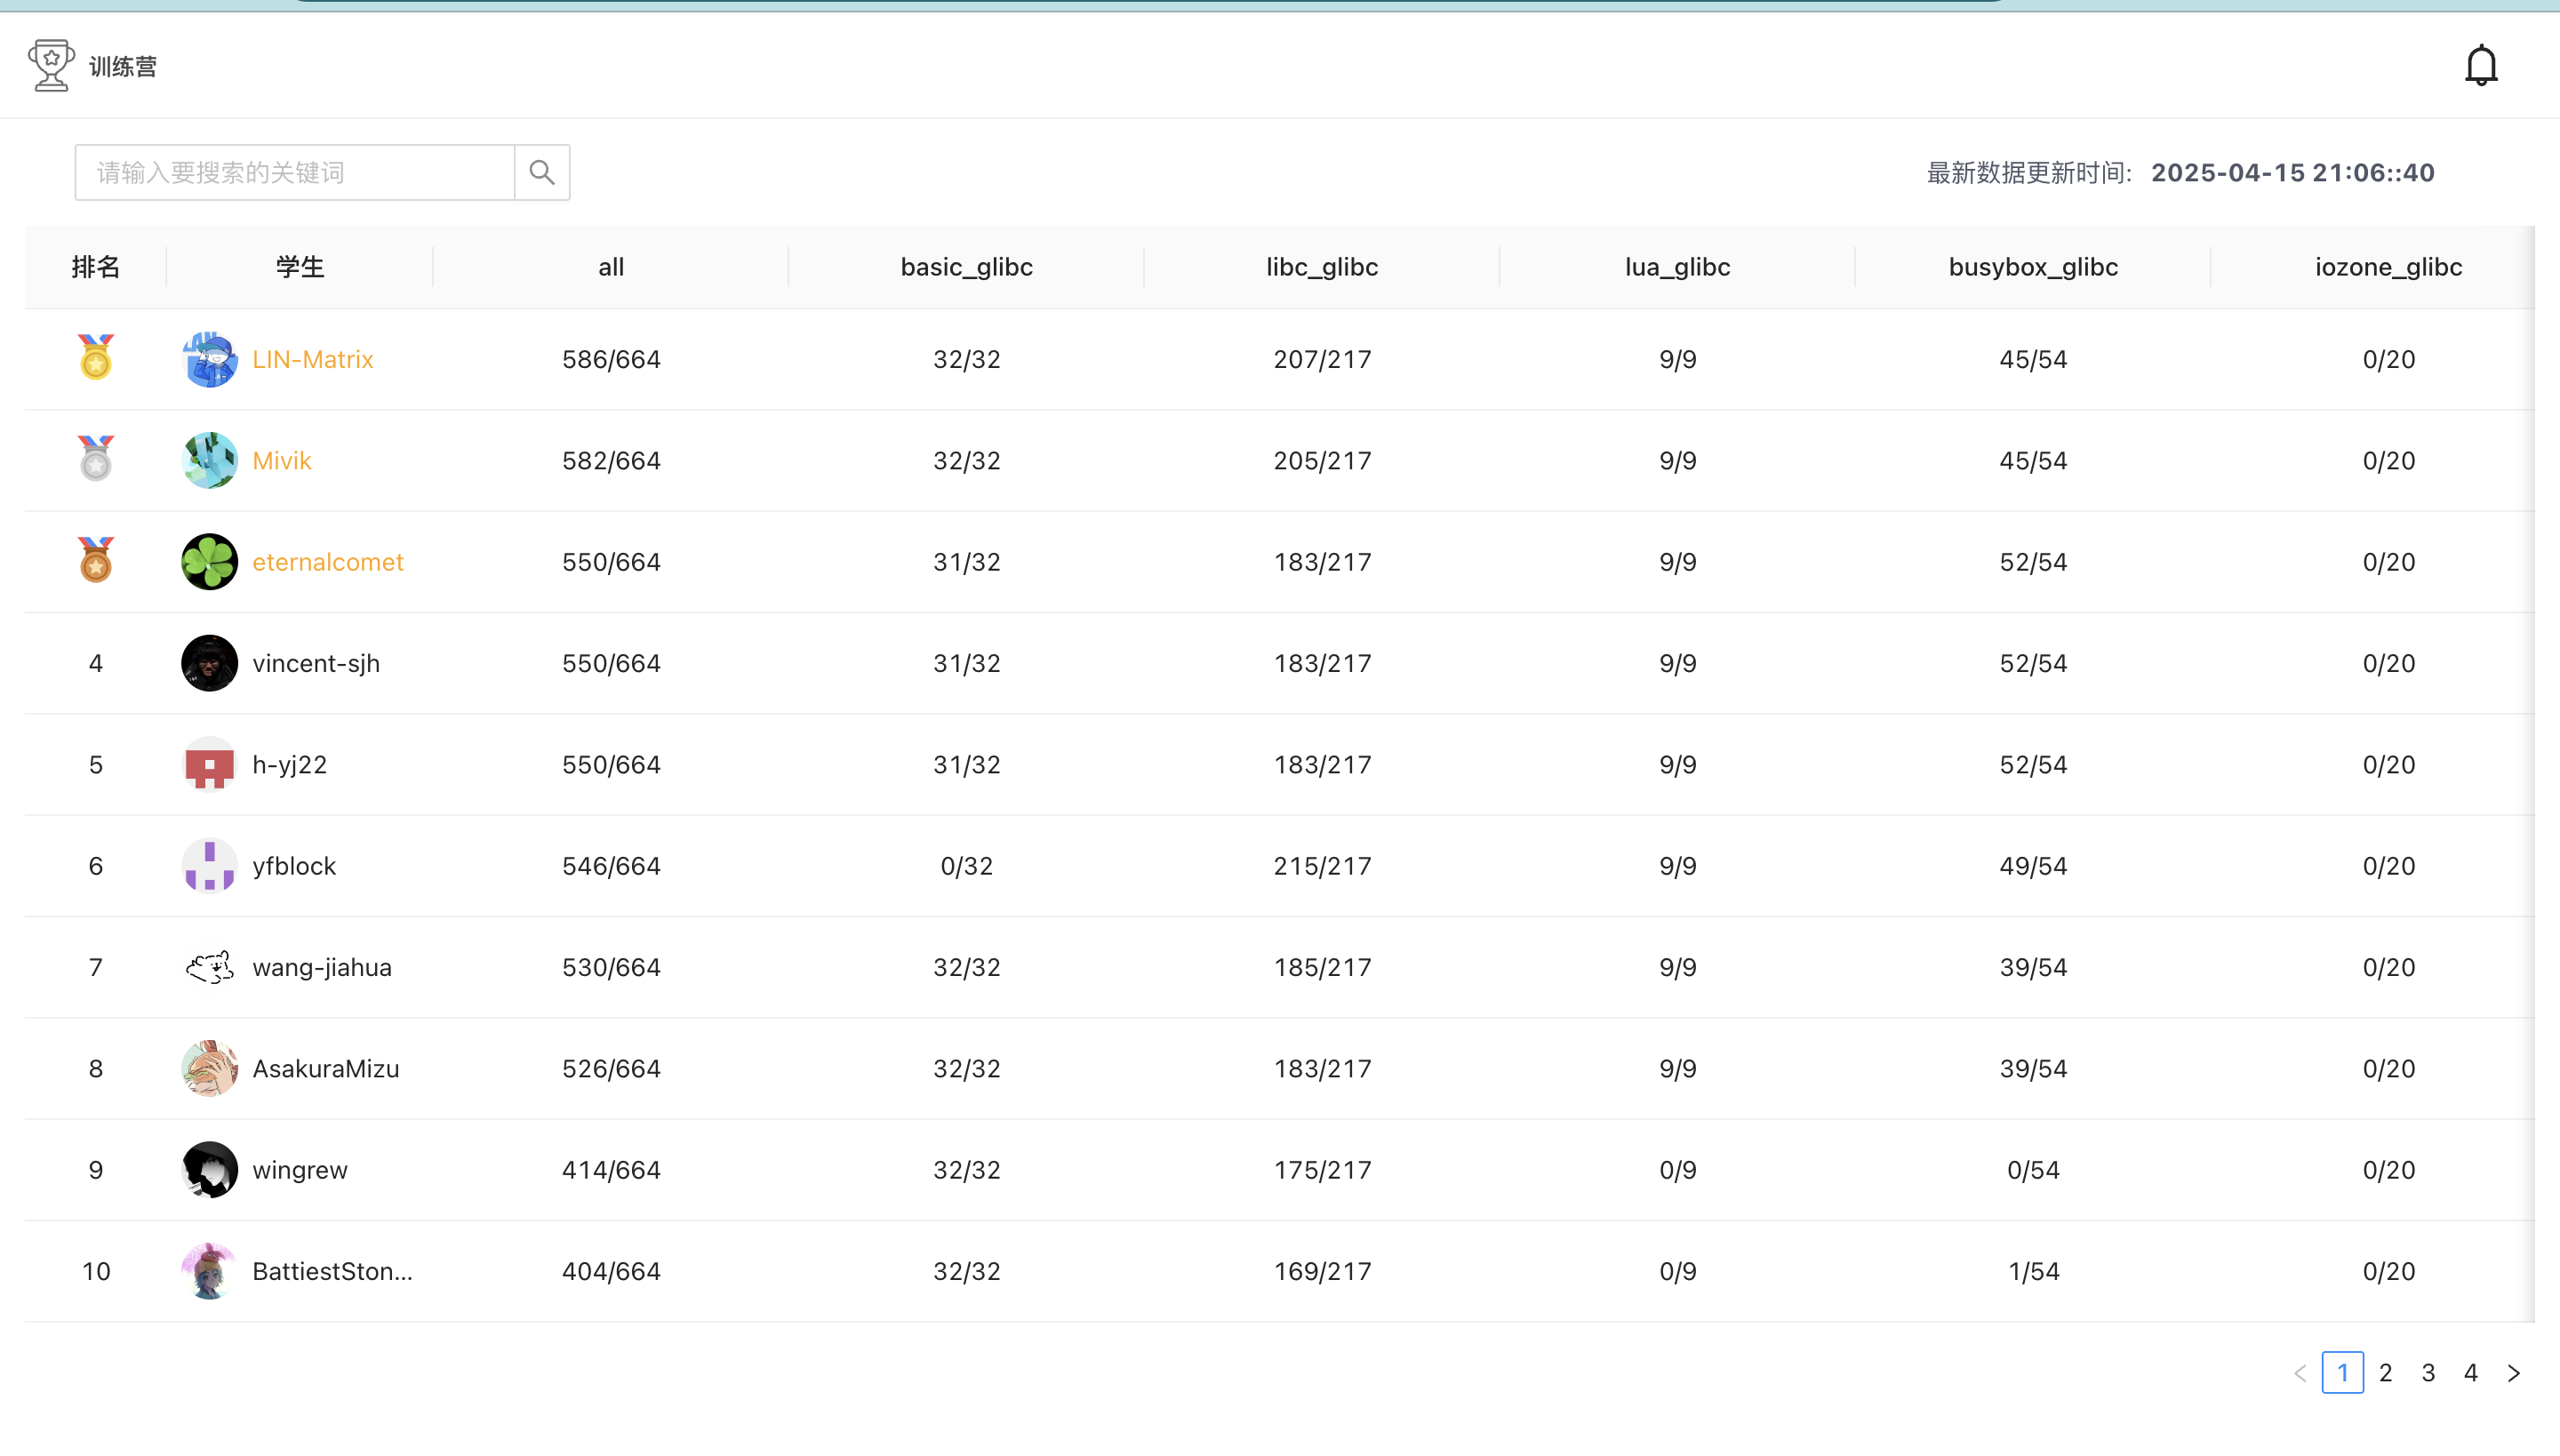 训练营
请输入要搜索的关键词
最新数据更新时间: 2025-04-15 21:06::40
排名 学生 all basic_glibc libc_glibc lua_glibc busybox_glibc iozone_glibc
LIN-Matrix 586/664 32/32 207/217 9/9 45/54 0/20
Mivik 582/664 32/32 205/217 9/9 45/54 0/20
eternalcomet 550/664 31/32 183/217 9/9 52/54 0/20
4 vincent-sjh 550/664 31/32 183/217 9/9 52/54 0/20
5 h-yj22 550/664 31/32 183/217 9/9 52/54 0/20
6 yfblock 546/664 0/32 215/217 9/9 49/54 0/20
7 wang-jiahua 530/664 32/32 185/217 9/9 39/54 0/20
8 AsakuraMizu 526/664 32/32 183/217 9/9 39/54 0/20
9 wingrew 414/664 32/32 175/217 0/9 0/54 0/20
10 BattiestSton... 404/664 32/32 169/217 0/9 1/54 0/20
< 1 2 3 4 >